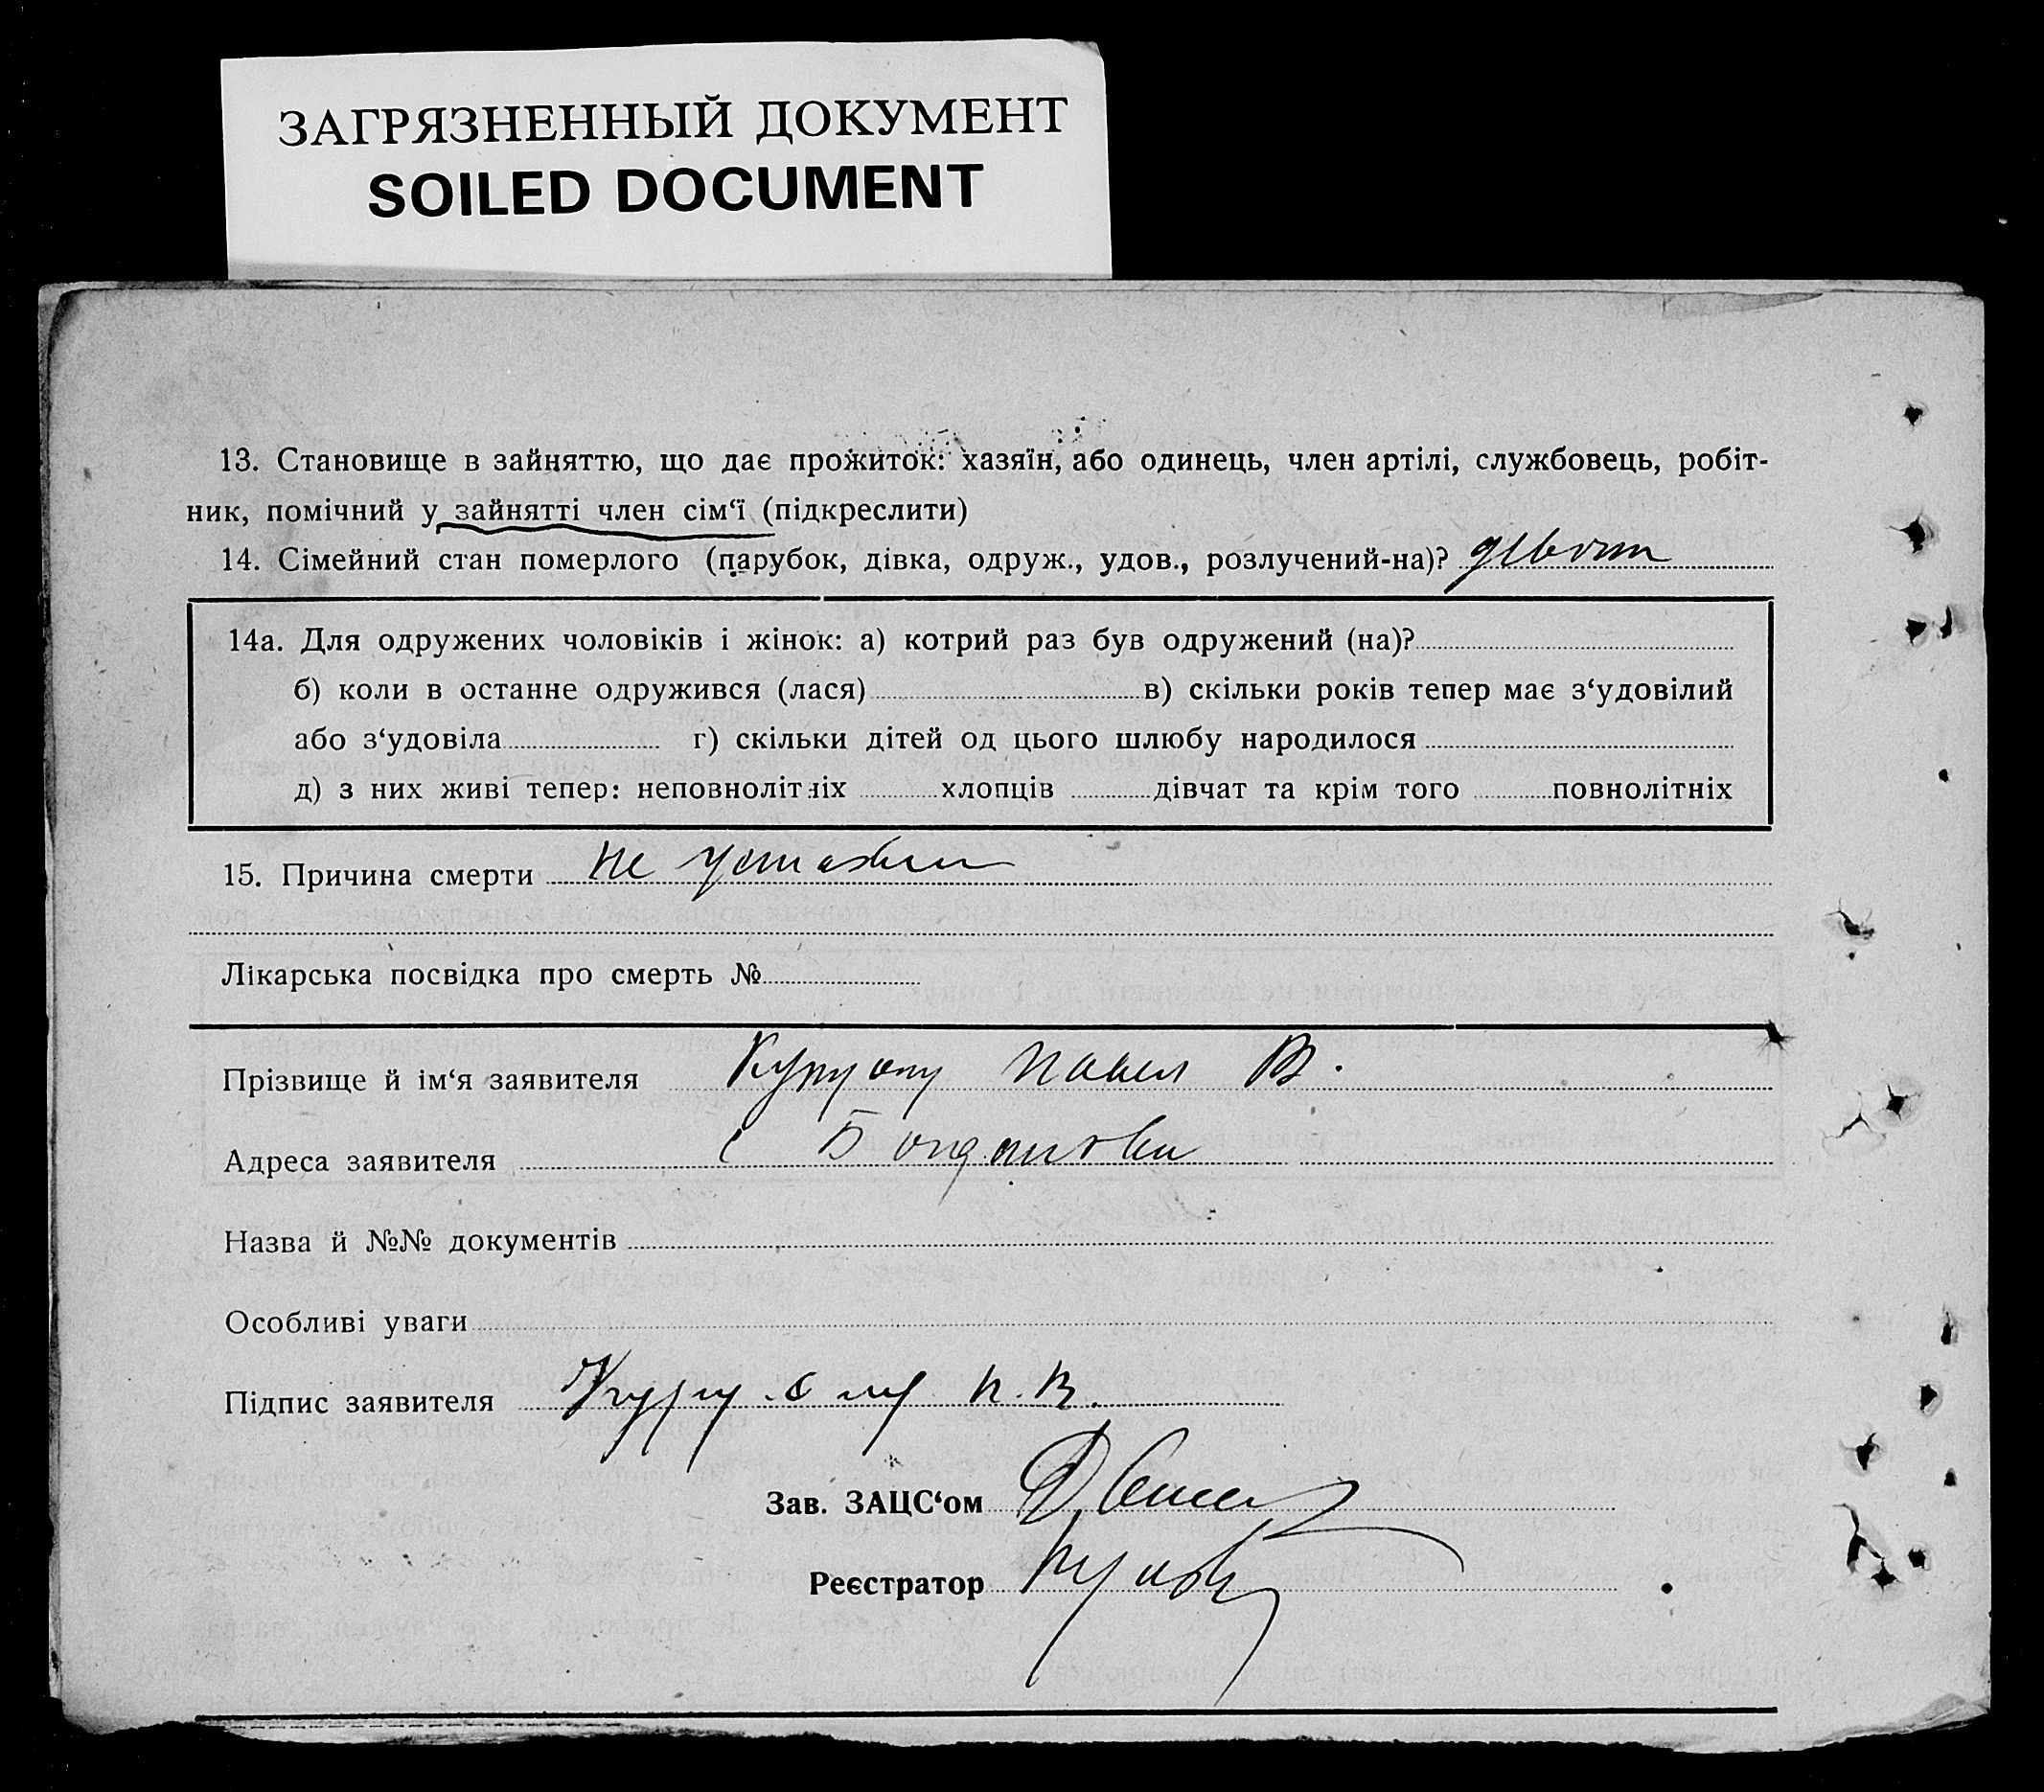 ЗАГРЯЗНЕННЫЙ ДОКУМЕНТ
SOILED DOCUMENT
13. Становище в зайняттю, що дає прожиток: хазяїн, або одинець, член артілі, службовець, робіт-
ник, помічний у зайнятті член сім‘ї (підкреслити)
14. Сімейний стан померлого (парубок, дівка, одруж., удов., розлучений-на)?
14а. Для одружених чоловіків і жінок: а) котрий раз був одружений (на)?
б) коли в останнє одружився (лася) в) скільки років тепер має з‘удовілий
або з‘удовіла г) скільки дітей од цього шлюбу народилося
д) з них живі тепер: неповнолітніх хлопців дівчат та крім того повнолітніх
15. Причина смерти не
Лікарська посвідка про смерть №
Прізвище й ім‘я заявителя Павел В.
Адреса заявителя с Богдановки
Назва й №№ документів
Особливі уваги
Підпис заявителя П. В.
Зав. ЗАЦС‘ом
Реєстратор